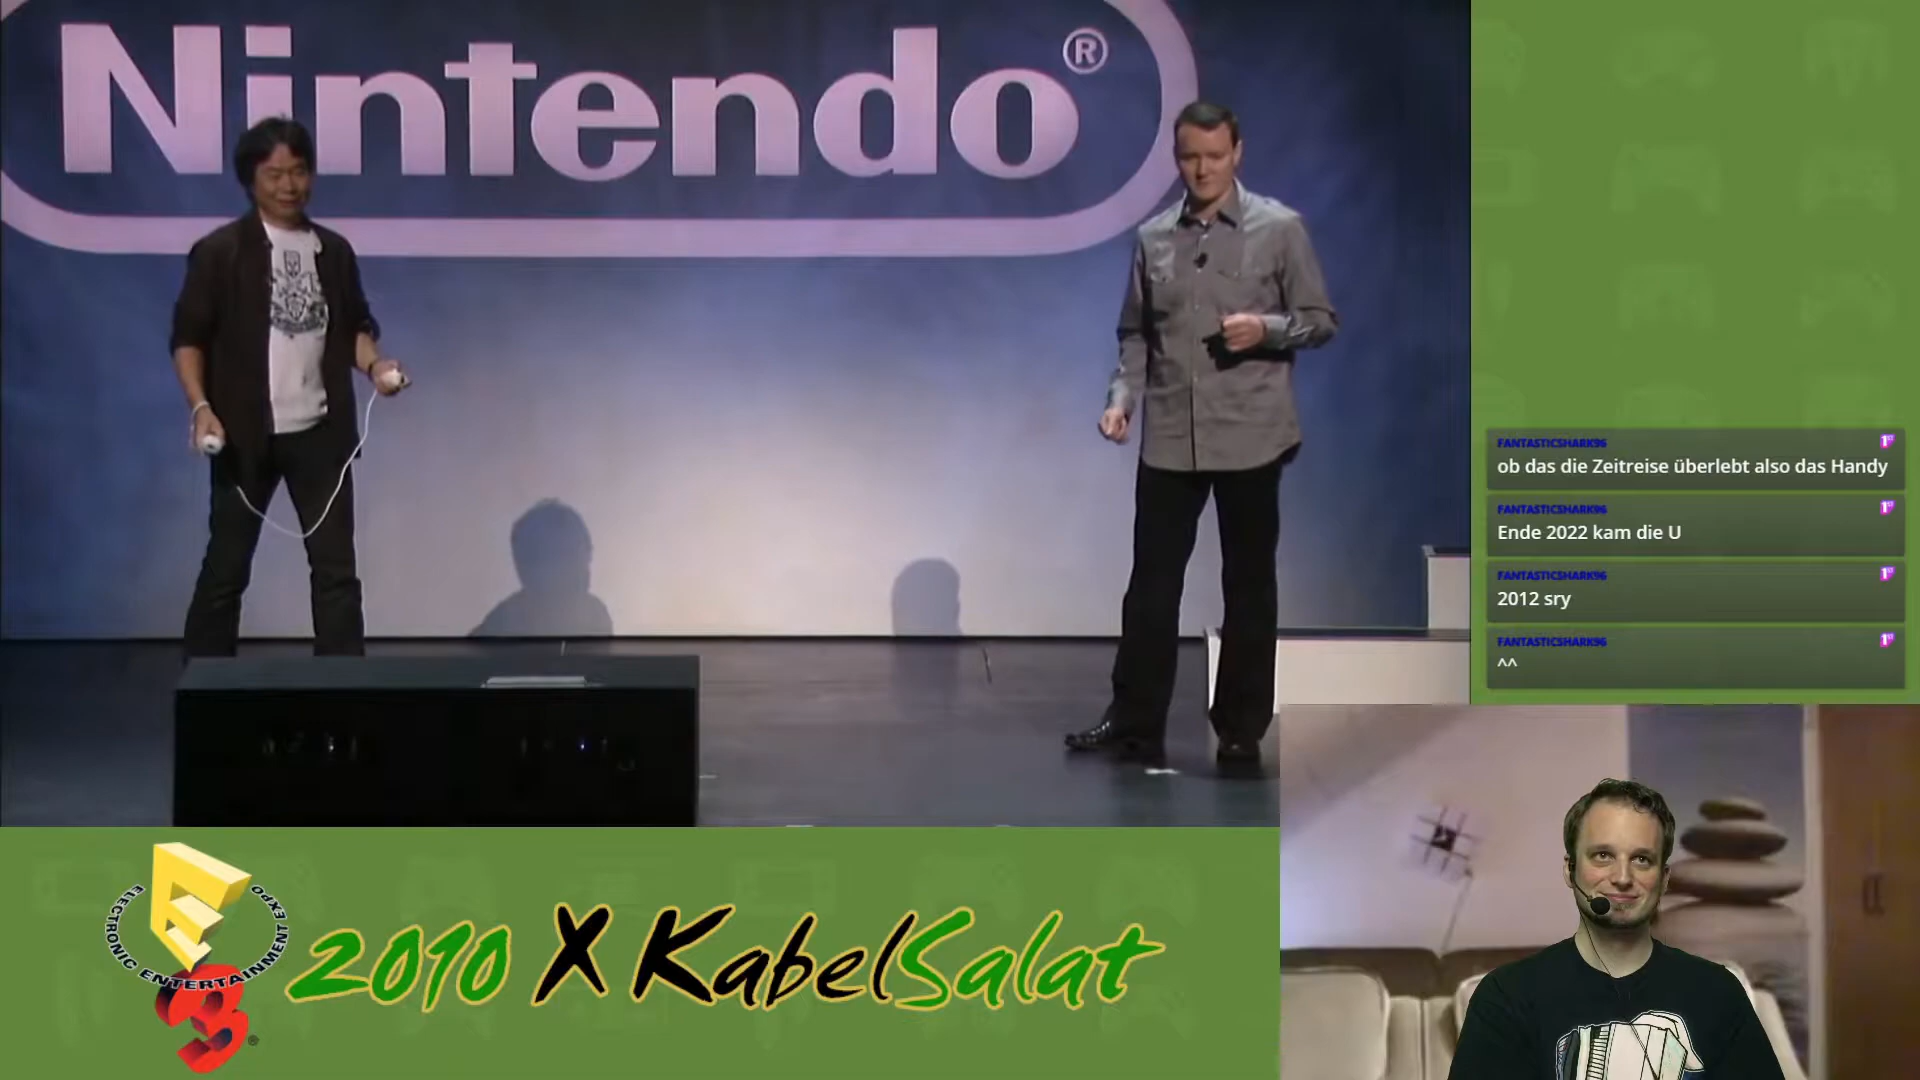 Nintendo®
FANTASTICSHARK96
ob das die Zeitreise überlebt also das Handy
FANTASTICSHARK96
Ende 2022 kam die U
FANTASTICSHARK96
2012 sry
FANTASTICSHARK96
^^
E3
ELECTRONIC ENTERTAINMENT EXPO
®
2010 X KabelSalat